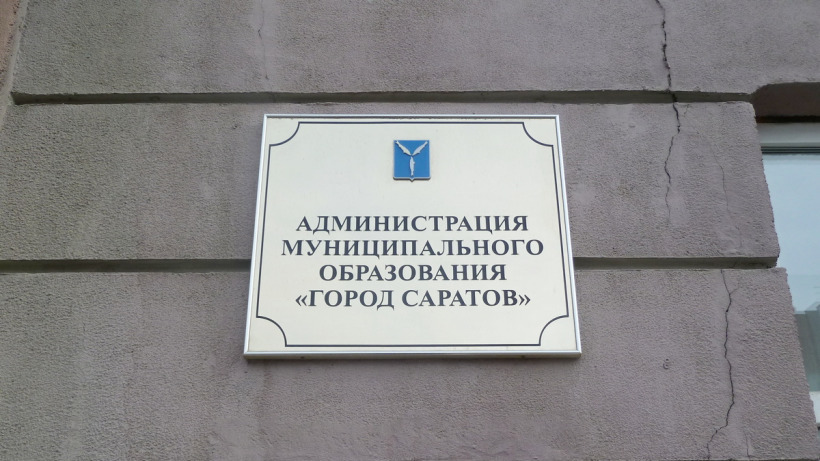 АДМИНИСТРАЦИЯ
МУНИЦИПАЛЬНОГО
ОБРАЗОВАНИЯ
«ГОРОД САРАТОВ»